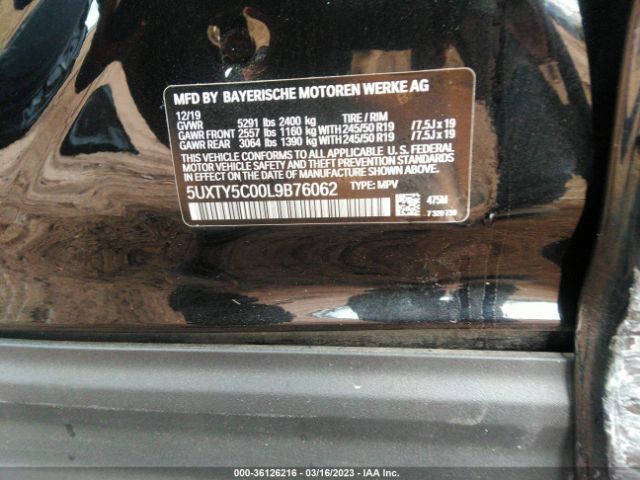 MFD BY BAYERISCHE MOTOREN WERKE AG
12/19 TIRE / RIM
GVWR 5291 lbs 2400 kg
GAWR FRONT 2557 lbs 1160 kg WITH 245/50 R19 /7.5J x 19
GAWR REAR 3064 lbs 1390 kg WITH 245/50 R19 /7.5J x 19
THIS VEHICLE CONFORMS TO ALL APPLICABLE FEDERAL
MOTOR VEHICLE SAFETY AND THEFT PREVENTION STANDARDS
IN EFFECT ON THE DATE OF MANUFACTURE SHOWN ABOVE.
5UXTY5C00L9B76062 TYPE: MPV
475M
000-36126216 - 03/16/2023 - IAA Inc.